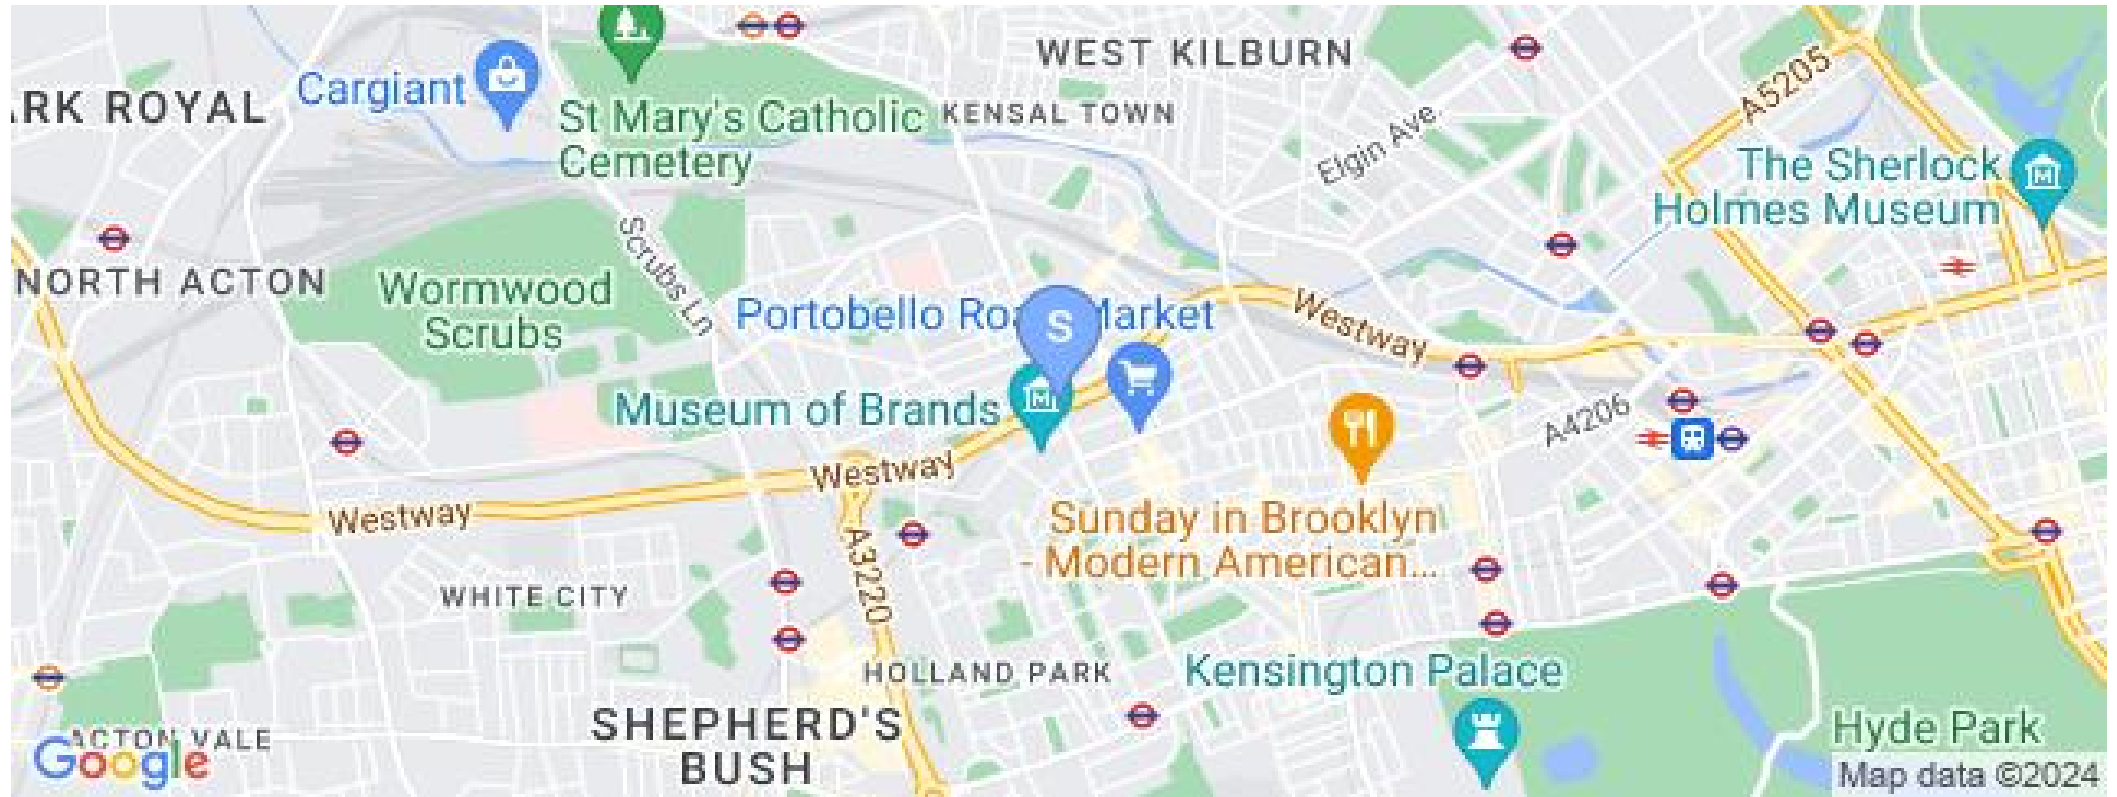 WEST KILBURN
Cargiant
ARK ROYAL
St Mary's Catholic
Cemetery
KENSAL TOWN
A5205
Elgin Ave.
The Sherlock
Holmes Museum
NORTH ACTON
Wormwood
Scrubs
Scrubs Ln
Portobello Road Market
S
Westway
Museum of Brands
A4206
Westway
Westway
Sunday in Brooklyn
- Modern American...
A3220
WHITE CITY
HOLLAND PARK
Kensington Palace
SHEPHERD'S
BUSH
ACTON VALE
Google
Hyde Park
Map data ©2024